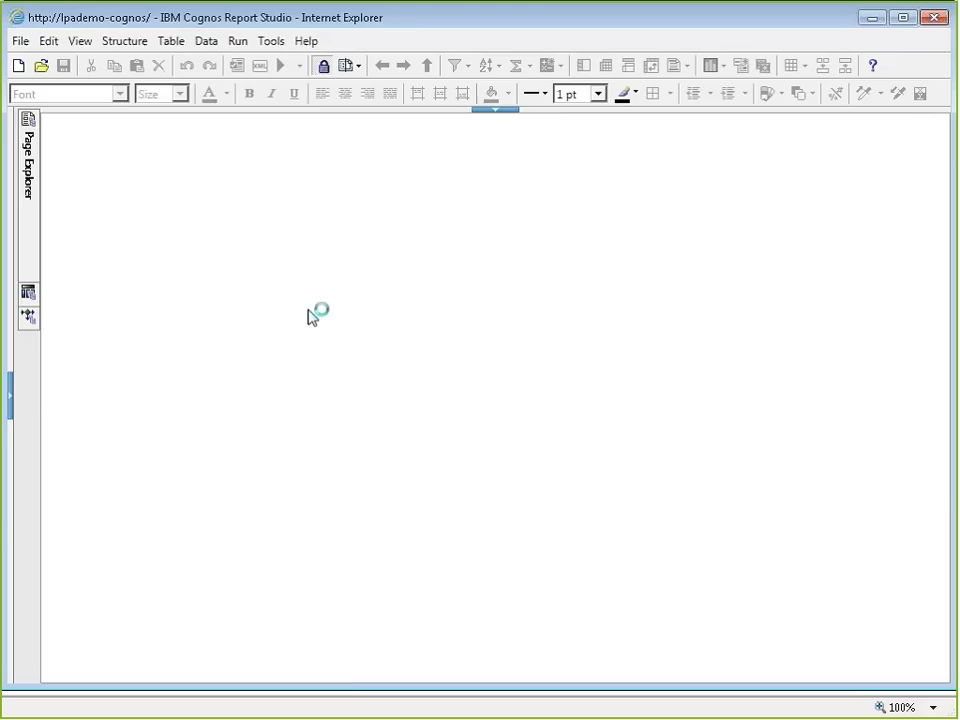 http://lpademo-cognos/ - IBM Cognos Report Studio - Internet Explorer
File Edit View Structure Table Data Run Tools Help
XML
Font Size A B I U 1 pt
Page Explorer
100%